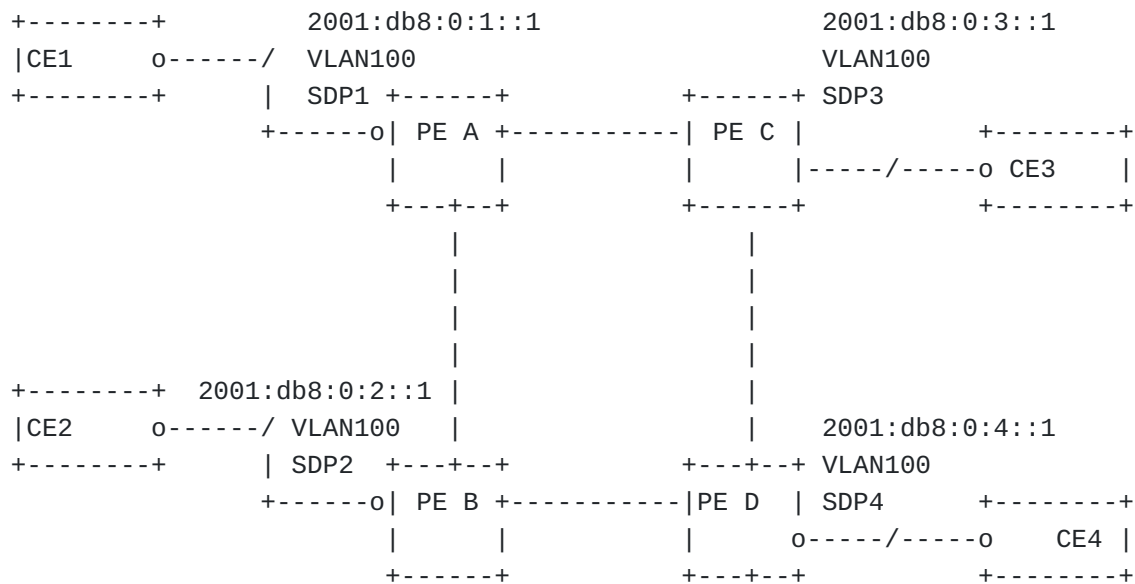 2001:db8:0:1::1 2001:db8:0:3::1
CE1 VLAN100 VLAN100
SDP1 SDP3
PE A PE C
CE3
2001:db8:0:2::1
CE2 VLAN100 2001:db8:0:4::1
SDP2 VLAN100
PE B PE D SDP4
CE4